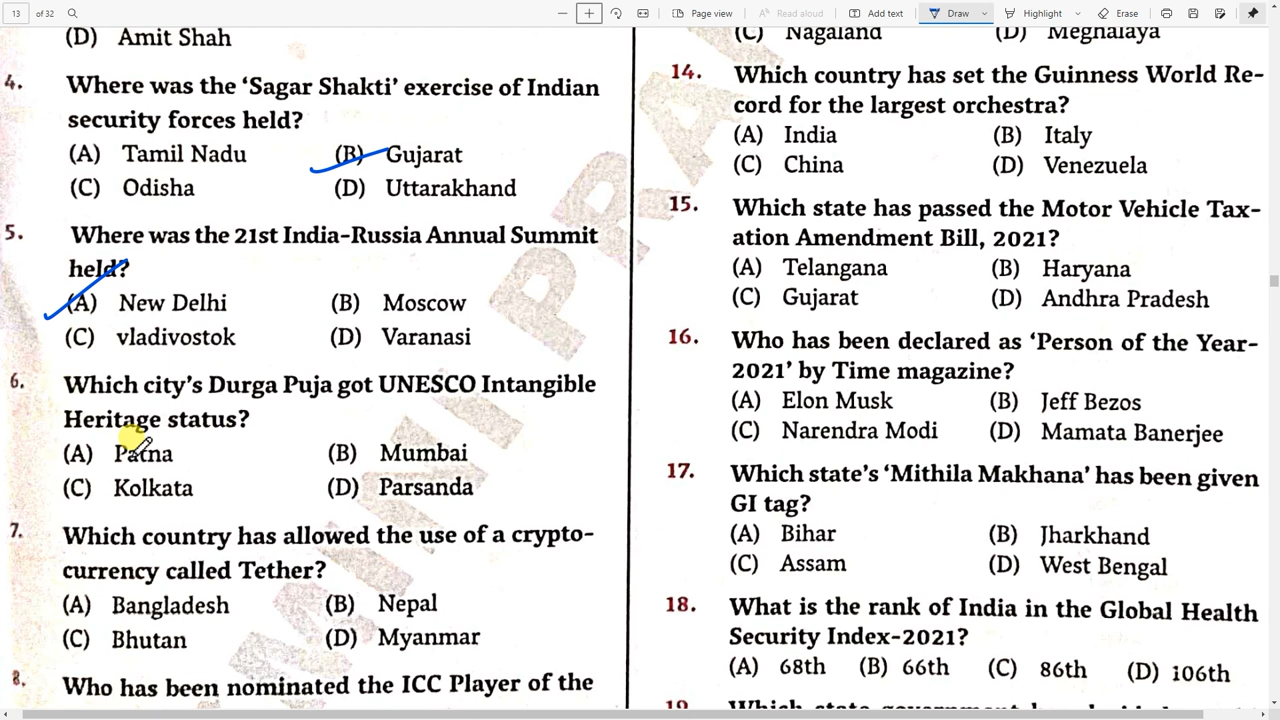 13 of 32 Page view Read aloud Add text Draw Highlight Erase
(D) Amit Shah
4. Where was the ‘Sagar Shakti’ exercise of Indian
security forces held?
(A) Tamil Nadu (B) Gujarat
(C) Odisha (D) Uttarakhand
5. Where was the 21st India-Russia Annual Summit
held?
(A) New Delhi (B) Moscow
(C) vladivostok (D) Varanasi
6. Which city's Durga Puja got UNESCO Intangible
Heritage status?
(A) Patna (B) Mumbai
(C) Kolkata (D) Parsanda
7. Which country has allowed the use of a crypto-
currency called Tether?
(A) Bangladesh (B) Nepal
(C) Bhutan (D) Myanmar
8. Who has been nominated the ICC Player of the
(C) Nagaland (D) Meghalaya
14. Which country has set the Guinness World Re-
cord for the largest orchestra?
(A) India (B) Italy
(C) China (D) Venezuela
15. Which state has passed the Motor Vehicle Tax-
ation Amendment Bill, 2021?
(A) Telangana (B) Haryana
(C) Gujarat (D) Andhra Pradesh
16. Who has been declared as ‘Person of the Year-
2021’ by Time magazine?
(A) Elon Musk (B) Jeff Bezos
(C) Narendra Modi (D) Mamata Banerjee
17. Which state's ‘Mithila Makhana’ has been given
GI tag?
(A) Bihar (B) Jharkhand
(C) Assam (D) West Bengal
18. What is the rank of India in the Global Health
Security Index-2021?
(A) 68th (B) 66th (C) 86th (D) 106th
19. Which state government